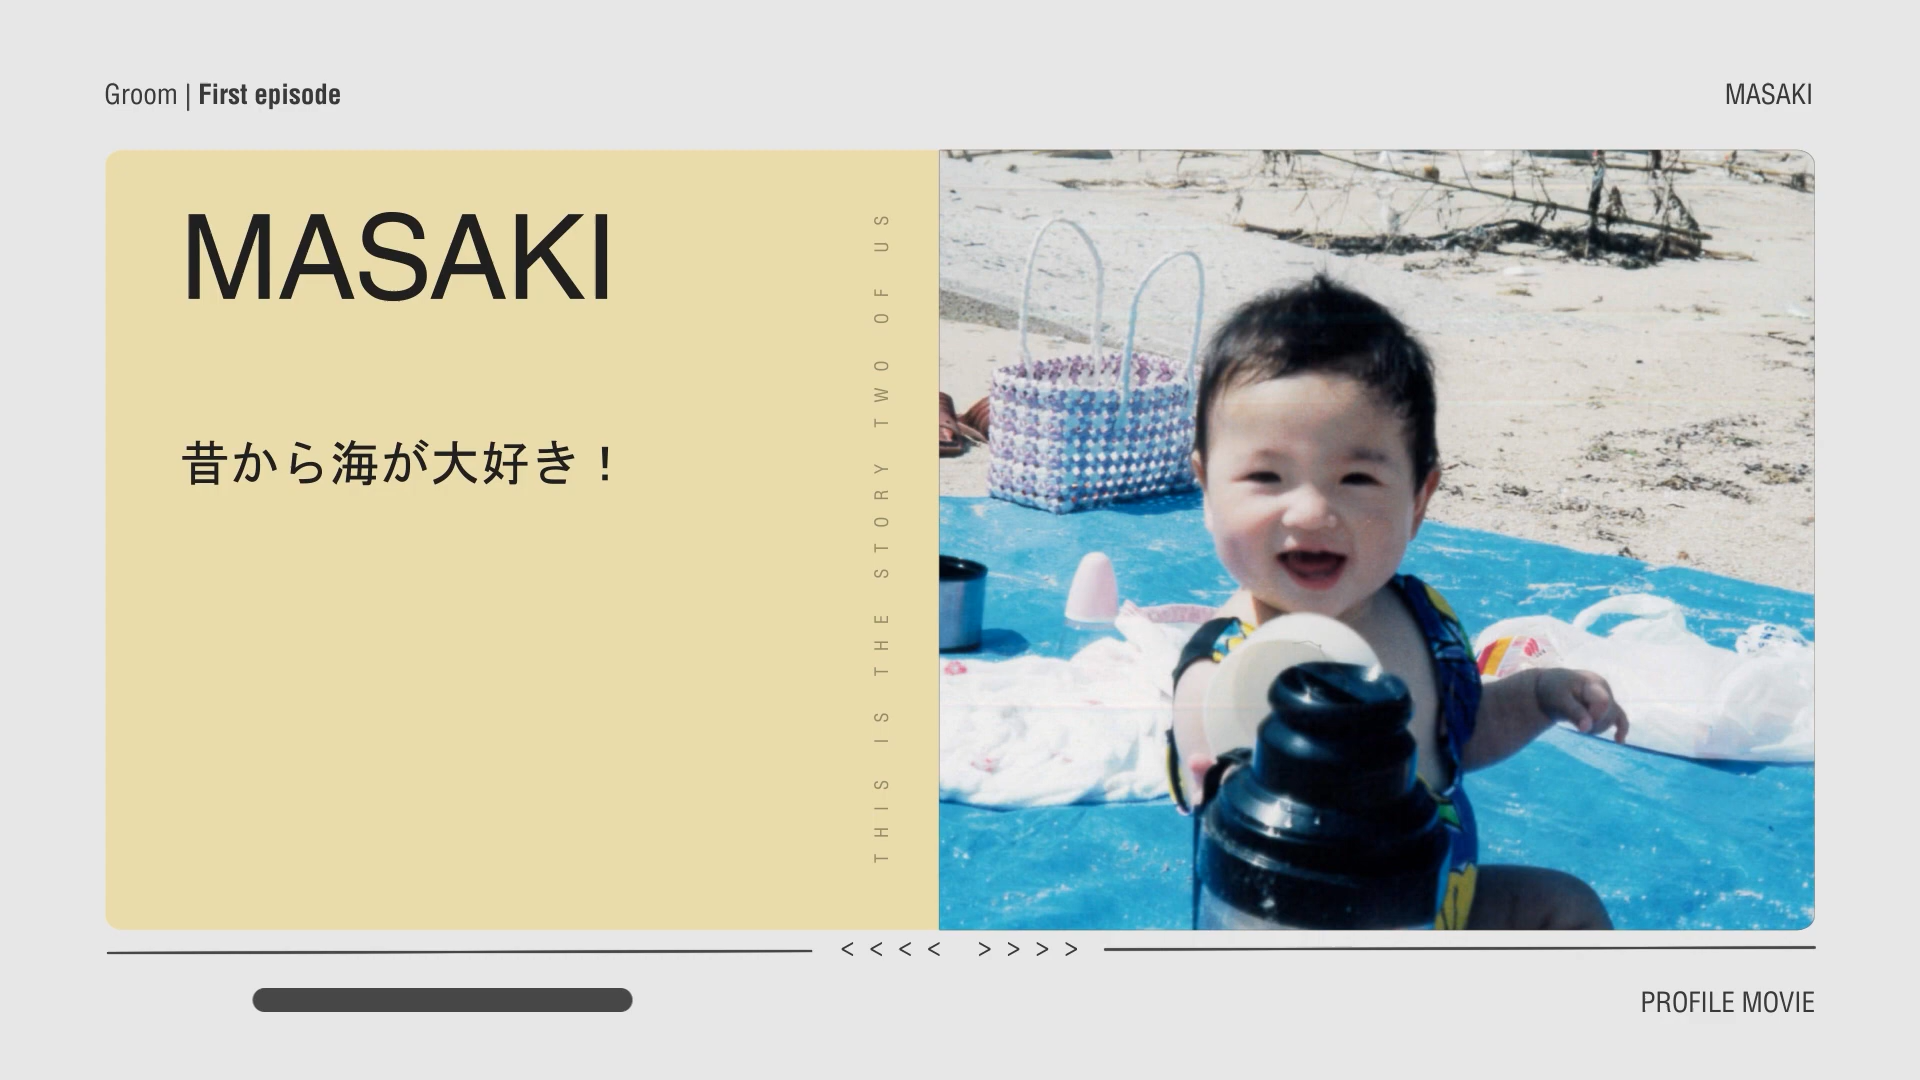 Groom | First episode
MASAKI
MASAKI
昔から海が大好き！
THIS IS THE STORY TWO OF US
<<<< >>>>
PROFILE MOVIE